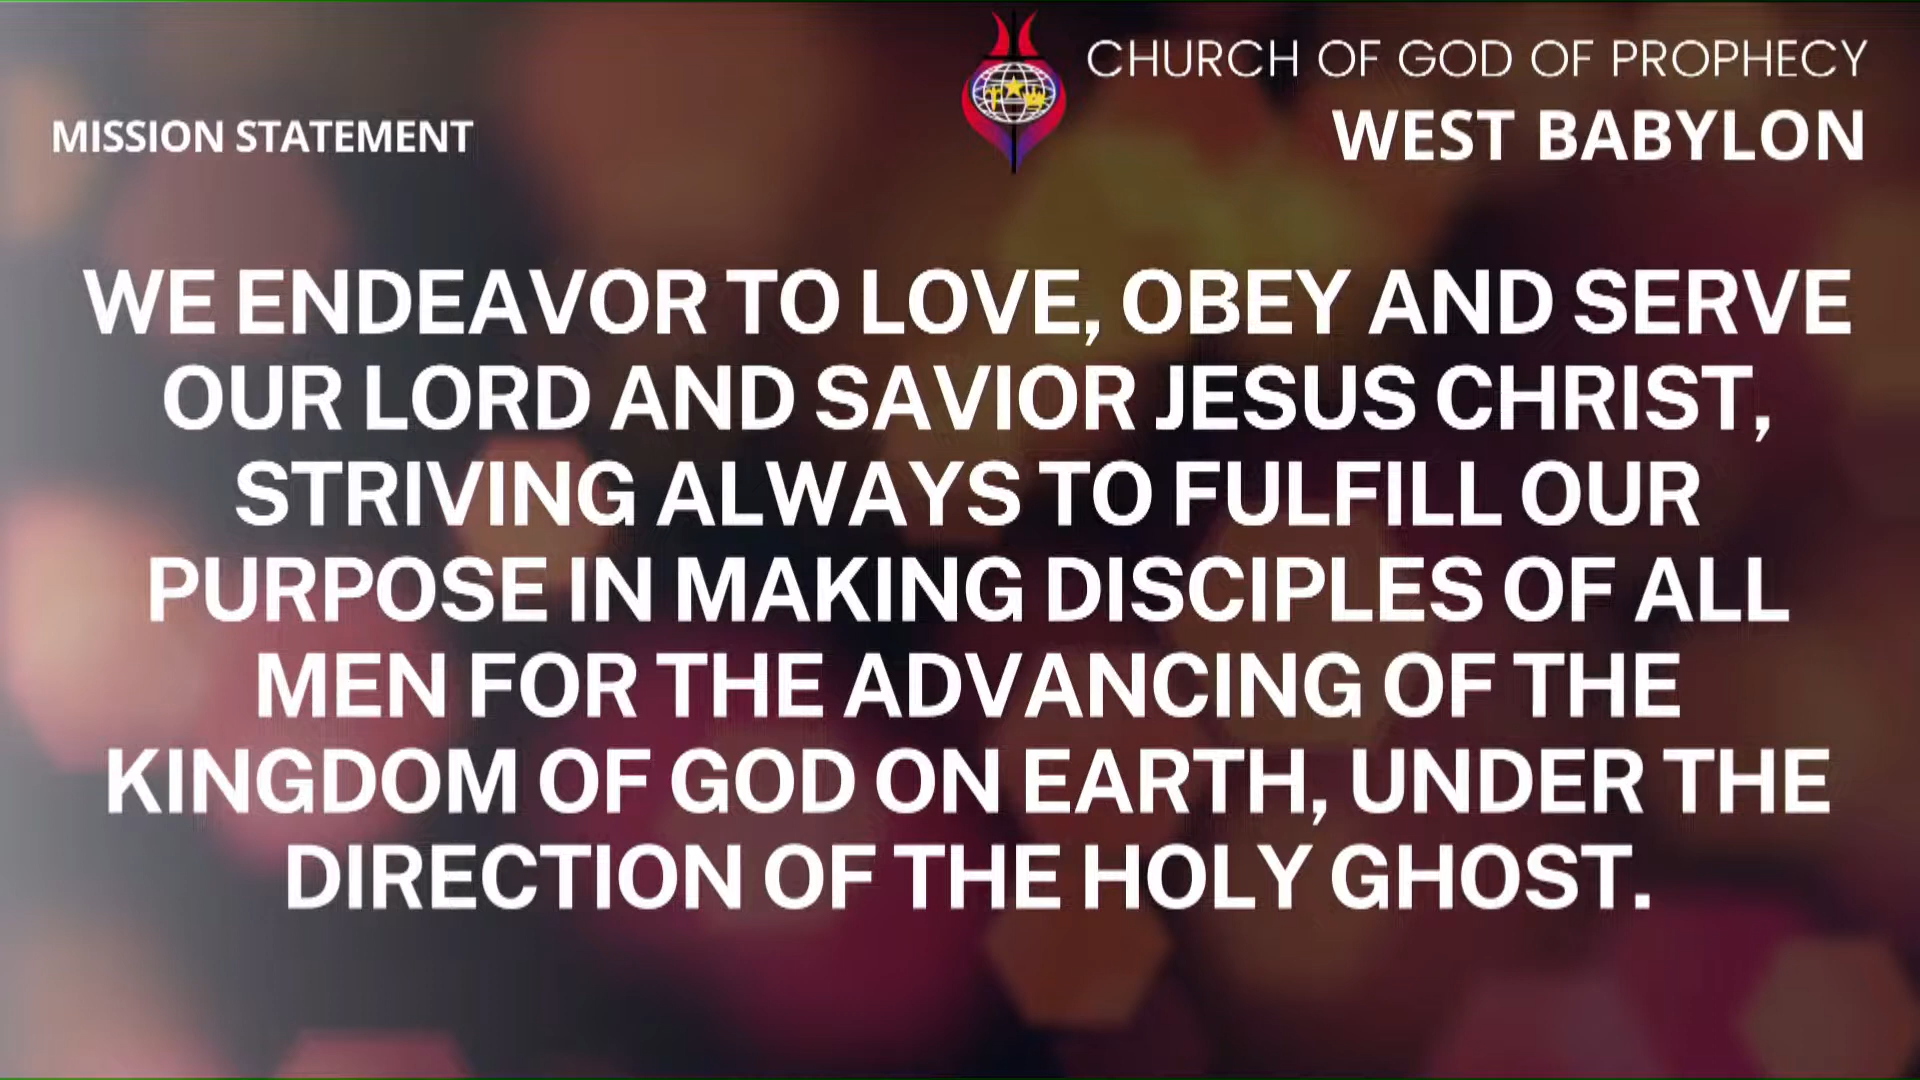 CHURCH OF GOD OF PROPHECY
WEST BABYLON
MISSION STATEMENT
WE ENDEAVOR TO LOVE, OBEY AND SERVE
OUR LORD AND SAVIOR JESUS CHRIST,
STRIVING ALWAYS TO FULFILL OUR
PURPOSE IN MAKING DISCIPLES OF ALL
MEN FOR THE ADVANCING OF THE
KINGDOM OF GOD ON EARTH, UNDER THE
DIRECTION OF THE HOLY GHOST.